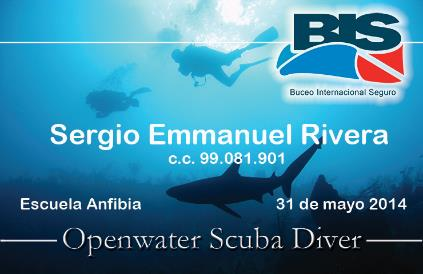 BIS
Buceo Internacional Seguro
Sergio Emmanuel Rivera
c.c. 99.081.901
Escuela Anfibia 31 de mayo 2014
Openwater Scuba Diver